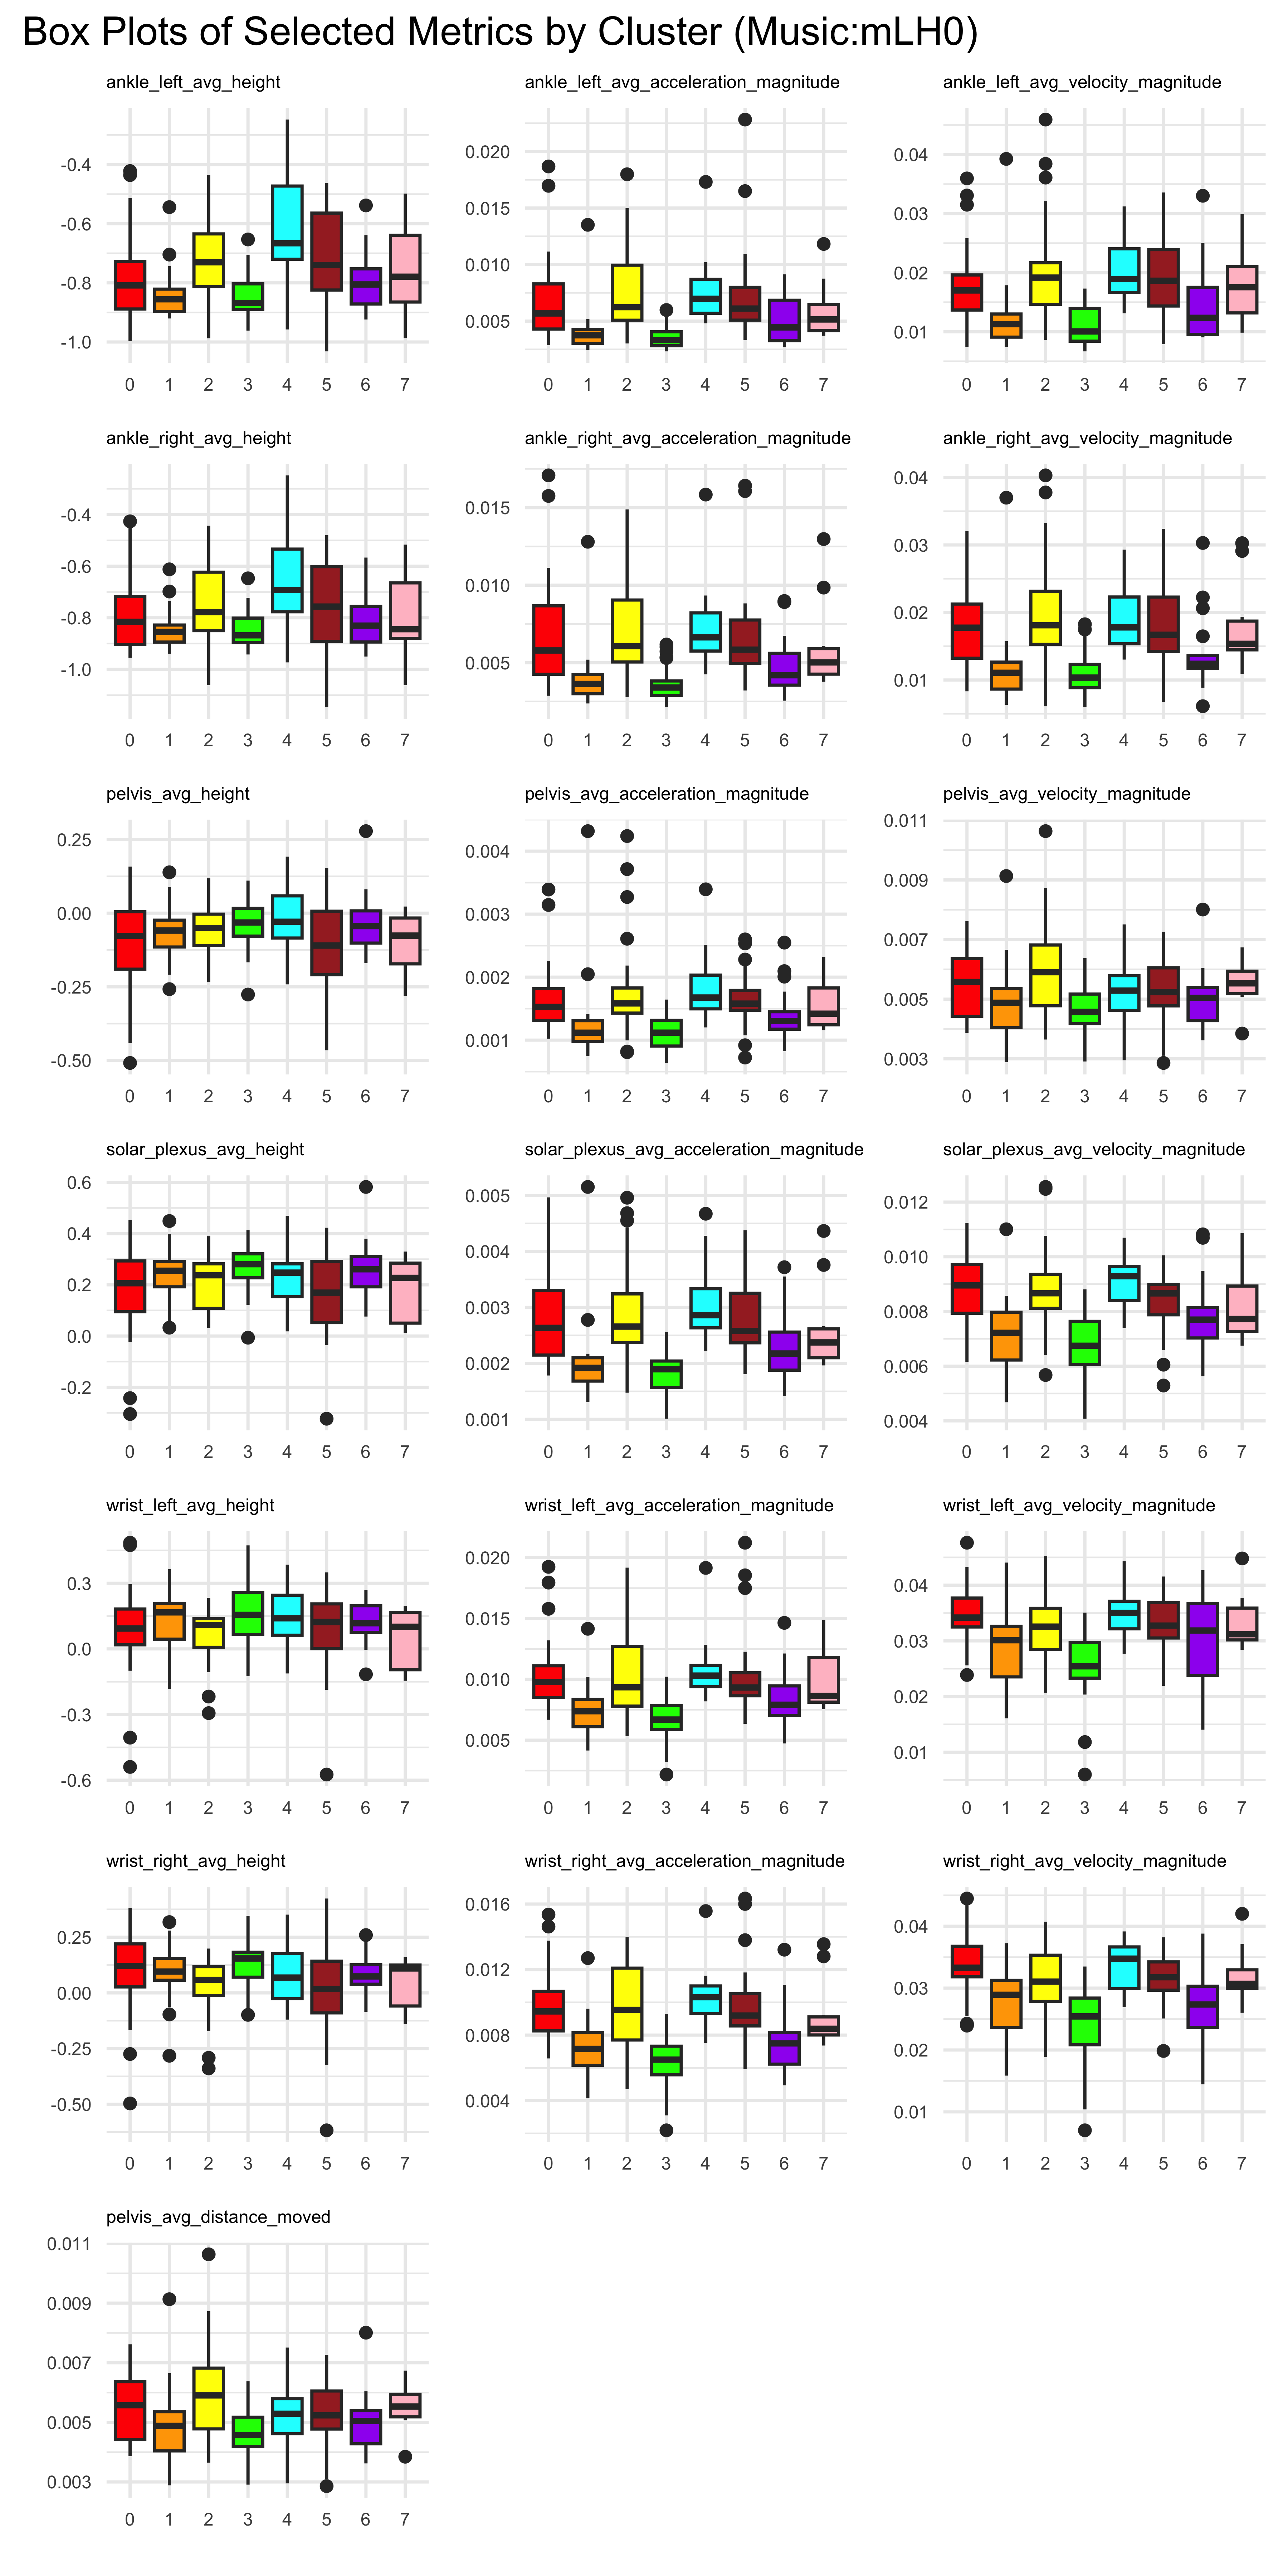 Box Plots of Selected Metrics by Cluster (Music:mLH0)
ankle_left_avg_height
ankle_left_avg_acceleration_magnitude
ankle_left_avg_velocity_magnitude
-0.4
-0.6
-0.8
-1.0
0 1 2 3 4 5 6 7
0.020
0.015
0.010
0.005
0 1 2 3 4 5 6 7
0.04
0.03
0.02
0.01
0 1 2 3 4 5 6 7
ankle_right_avg_height
ankle_right_avg_acceleration_magnitude
ankle_right_avg_velocity_magnitude
-0.4
-0.6
-0.8
-1.0
0 1 2 3 4 5 6 7
0.015
0.010
0.005
0 1 2 3 4 5 6 7
0.04
0.03
0.02
0.01
0 1 2 3 4 5 6 7
pelvis_avg_height
pelvis_avg_acceleration_magnitude
pelvis_avg_velocity_magnitude
0.25
0.00
-0.25
-0.50
0 1 2 3 4 5 6 7
0.004
0.003
0.002
0.001
0 1 2 3 4 5 6 7
0.011
0.009
0.007
0.005
0.003
0 1 2 3 4 5 6 7
solar_plexus_avg_height
solar_plexus_avg_acceleration_magnitude
solar_plexus_avg_velocity_magnitude
0.6
0.4
0.2
0.0
-0.2
0 1 2 3 4 5 6 7
0.005
0.004
0.003
0.002
0.001
0 1 2 3 4 5 6 7
0.012
0.010
0.008
0.006
0.004
0 1 2 3 4 5 6 7
wrist_left_avg_height
wrist_left_avg_acceleration_magnitude
wrist_left_avg_velocity_magnitude
0.3
0.0
-0.3
-0.6
0 1 2 3 4 5 6 7
0.020
0.015
0.010
0.005
0 1 2 3 4 5 6 7
0.04
0.03
0.02
0.01
0 1 2 3 4 5 6 7
wrist_right_avg_height
wrist_right_avg_acceleration_magnitude
wrist_right_avg_velocity_magnitude
0.25
0.00
-0.25
-0.50
0 1 2 3 4 5 6 7
0.016
0.012
0.008
0.004
0 1 2 3 4 5 6 7
0.04
0.03
0.02
0.01
0 1 2 3 4 5 6 7
pelvis_avg_distance_moved
0.011
0.009
0.007
0.005
0.003
0 1 2 3 4 5 6 7